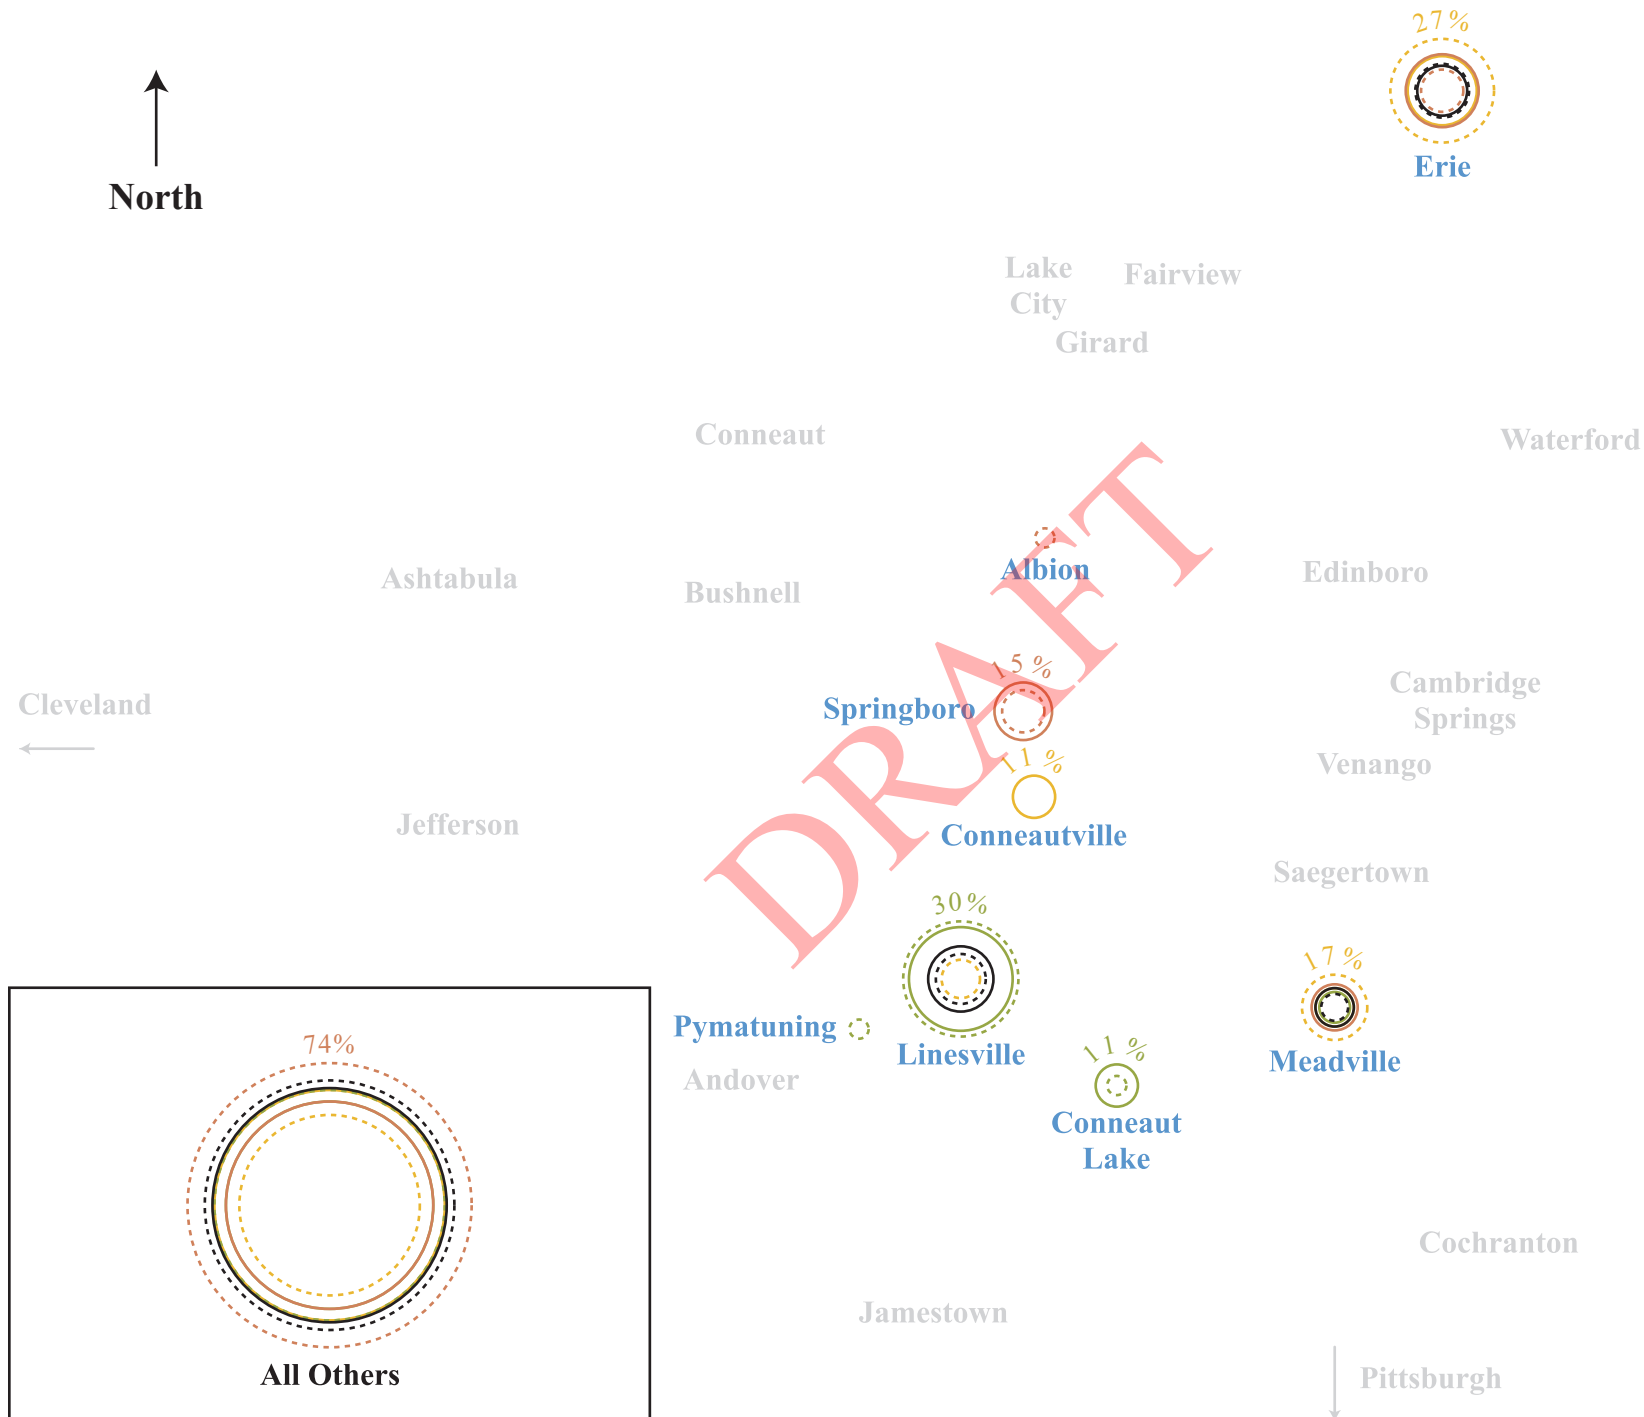 27%
North
Erie
Lake
City
Fairview
Girard
Conneaut
Waterford
Albion
Ashtabula
Bushnell
Edinboro
15%
Cleveland
Springboro
Cambridge
Springs
11%
Venango
Jefferson
Conneautville
DRAFT
Saegertown
30%
17%
Pymatuning
Linesville
Meadville
74%
11%
Andover
Conneaut
Lake
Cochranton
Jamestown
All Others
Pittsburgh